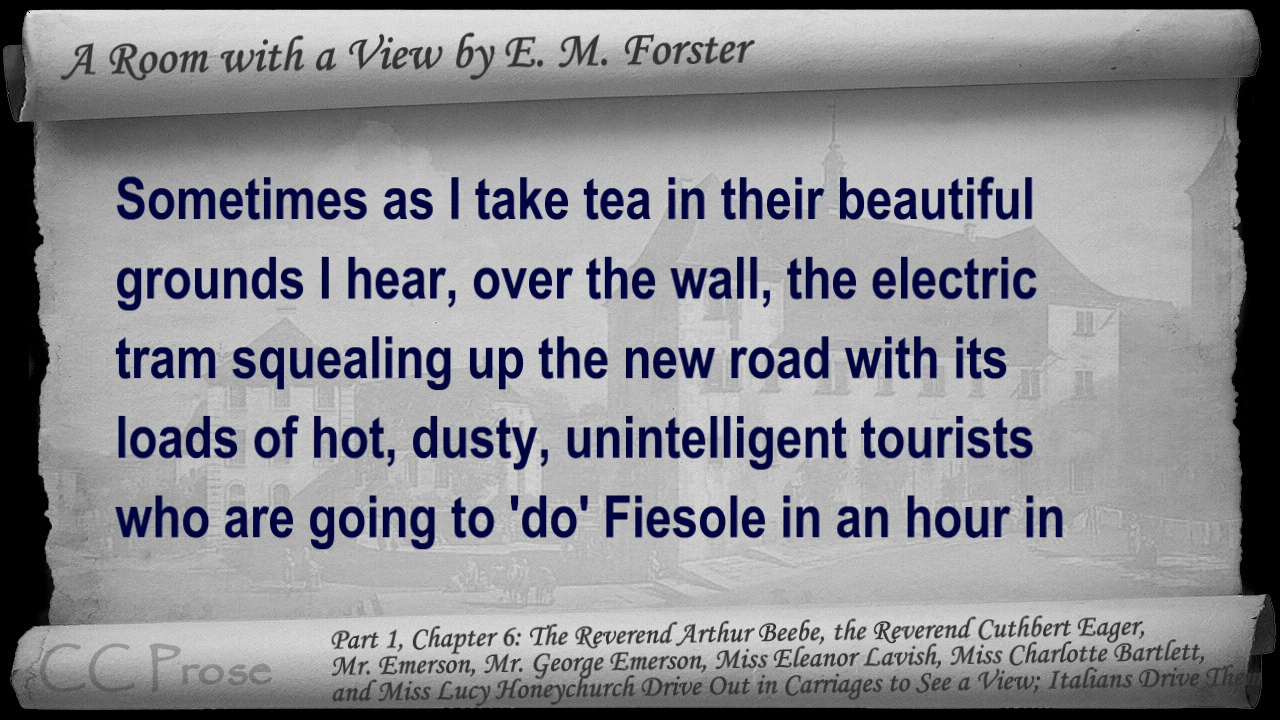 A Room with a View by E. M. Forster
Sometimes as I take tea in their beautiful
grounds I hear, over the wall, the electric
tram squealing up the new road with its
loads of hot, dusty, unintelligent tourists
who are going to 'do' Fiesole in an hour in
CC Prose
Part 1, Chapter 6: The Reverend Arthur Beebe, the Reverend Cuthbert Eager,
Mr. Emerson, Mr. George Emerson, Miss Eleanor Lavish, Miss Charlotte Bartlett,
and Miss Lucy Honeychurch Drive Out in Carriages to See a View; Italians Drive